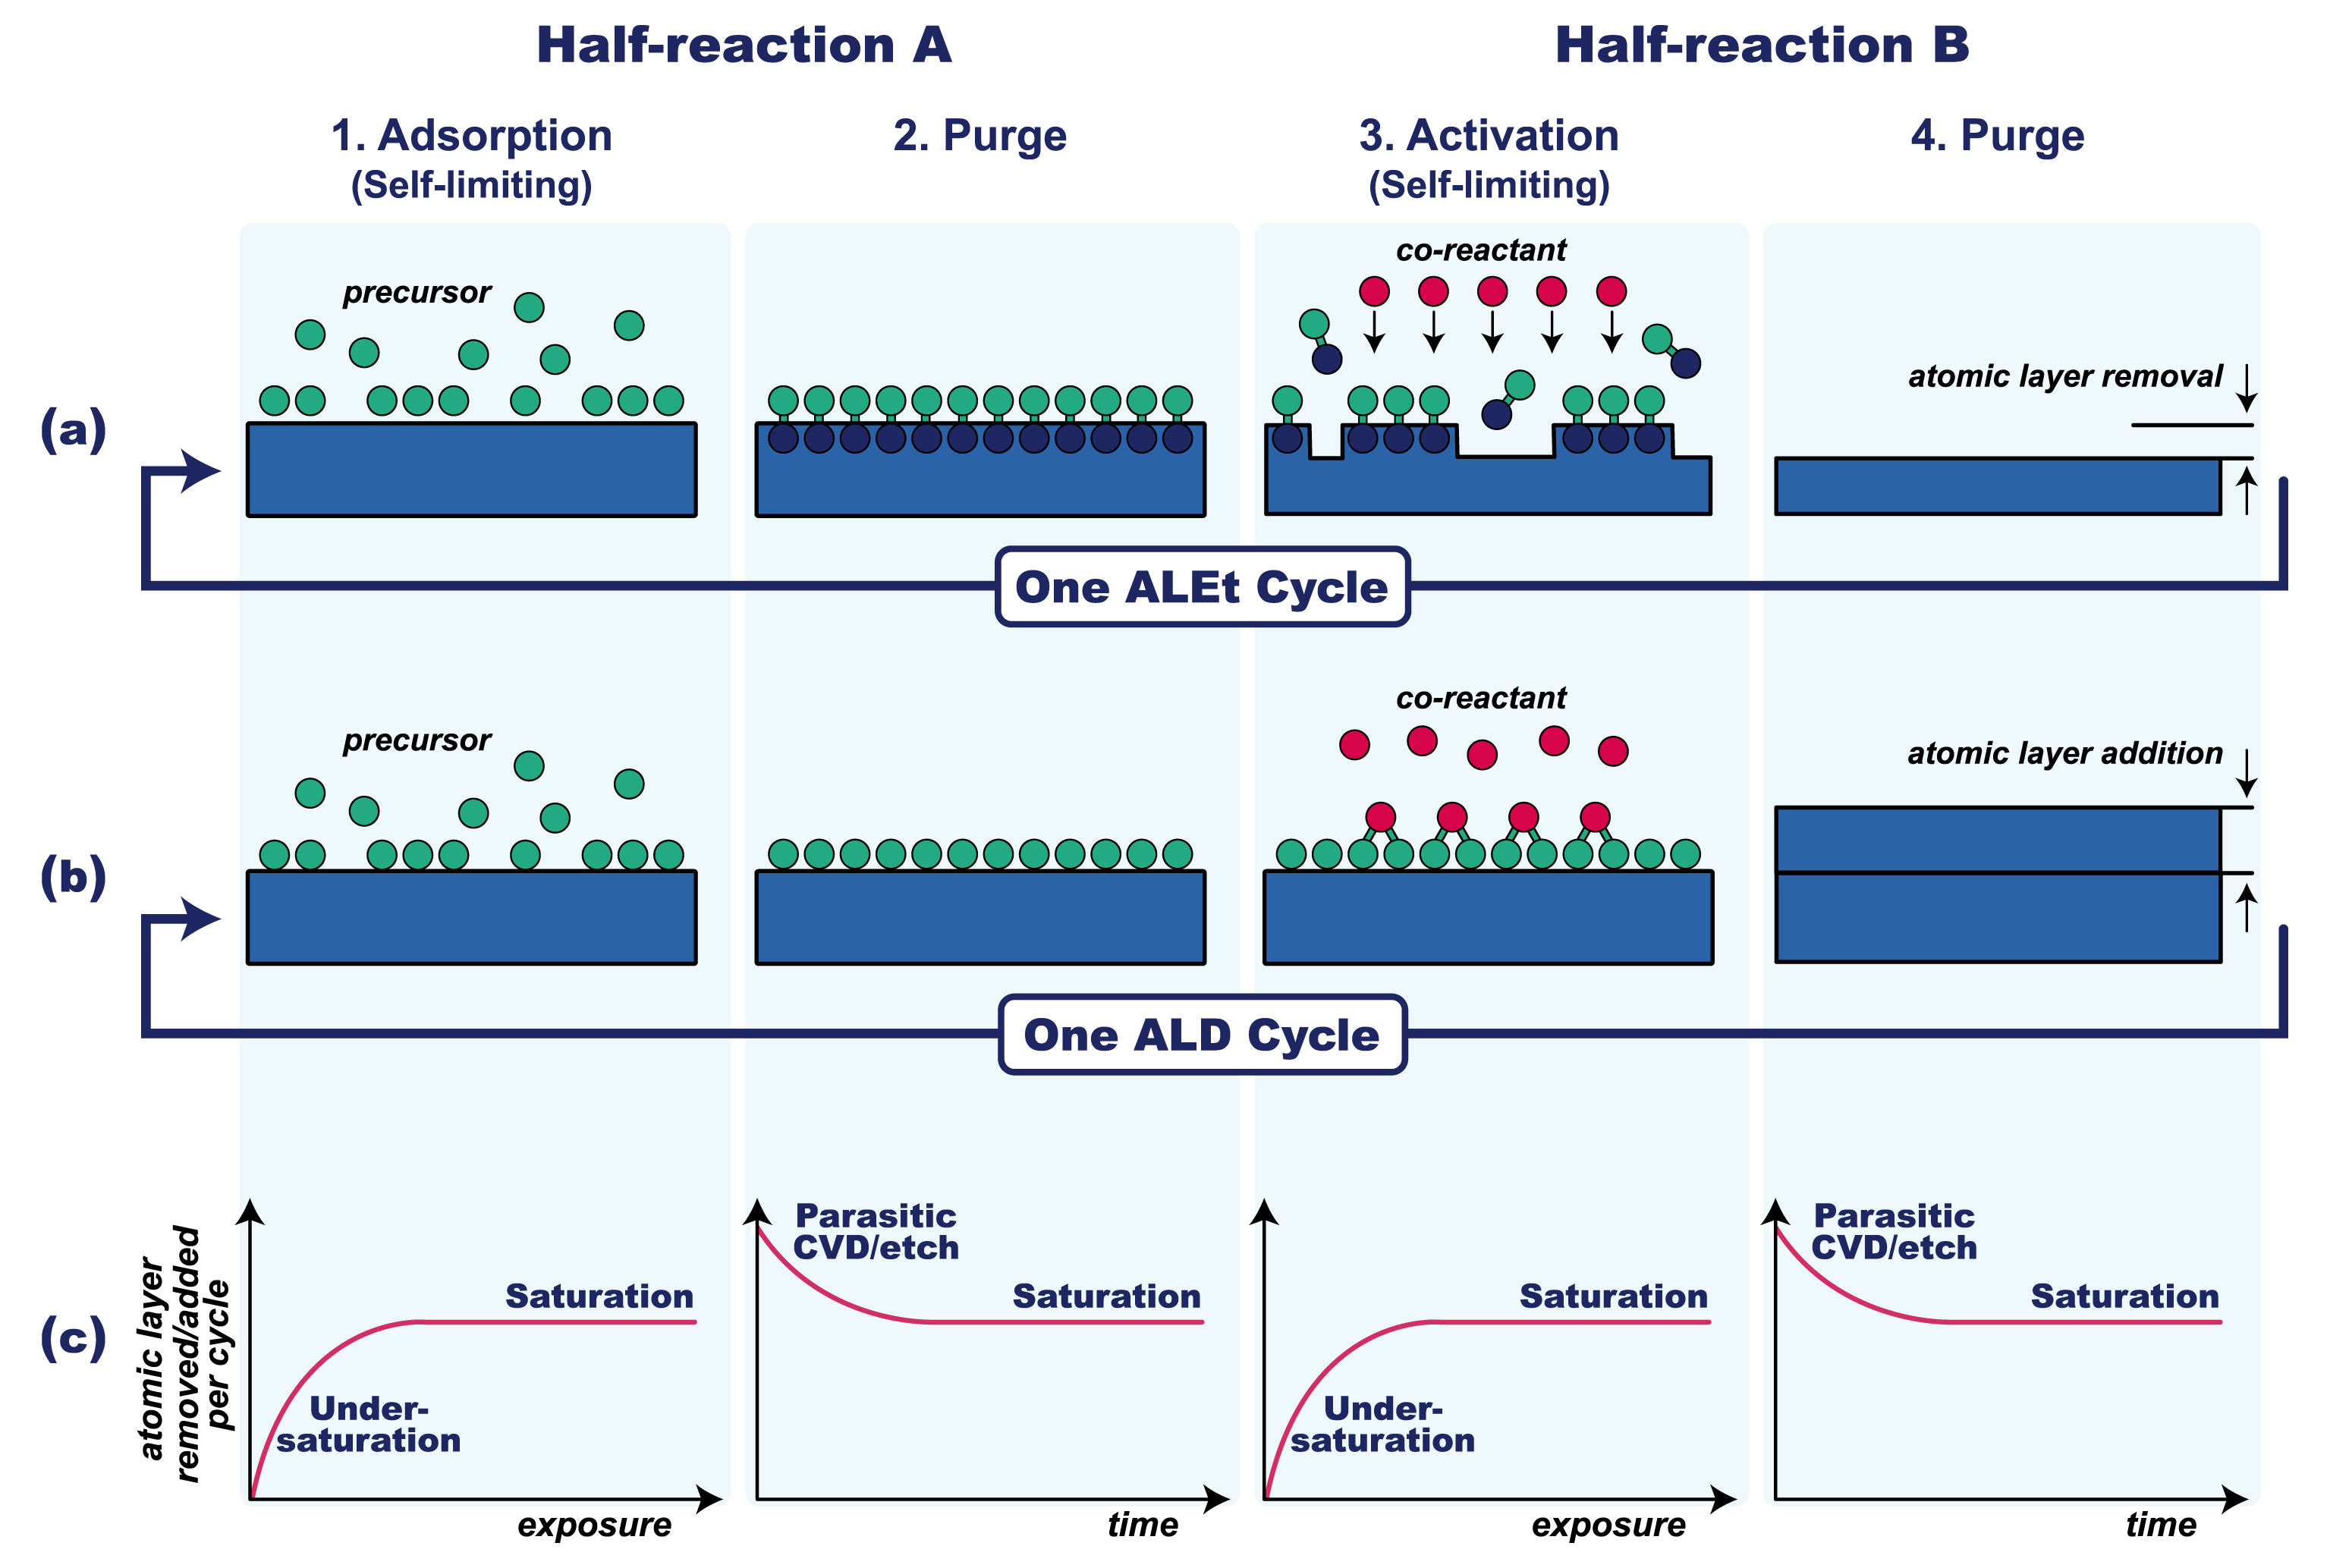 Half-reaction A
Half-reaction B
1. Adsorption
(Self-limiting)
2. Purge
3. Activation
(Self-limiting)
4. Purge
(a)
precursor
co-reactant
atomic layer removal
One ALEt Cycle
(b)
precursor
co-reactant
atomic layer addition
One ALD Cycle
(c)
atomic layer
removed/added
per cycle
Under-
saturation
Saturation
exposure
Parasitic
CVD/etch
Saturation
time
Under-
saturation
Saturation
exposure
Parasitic
CVD/etch
Saturation
time